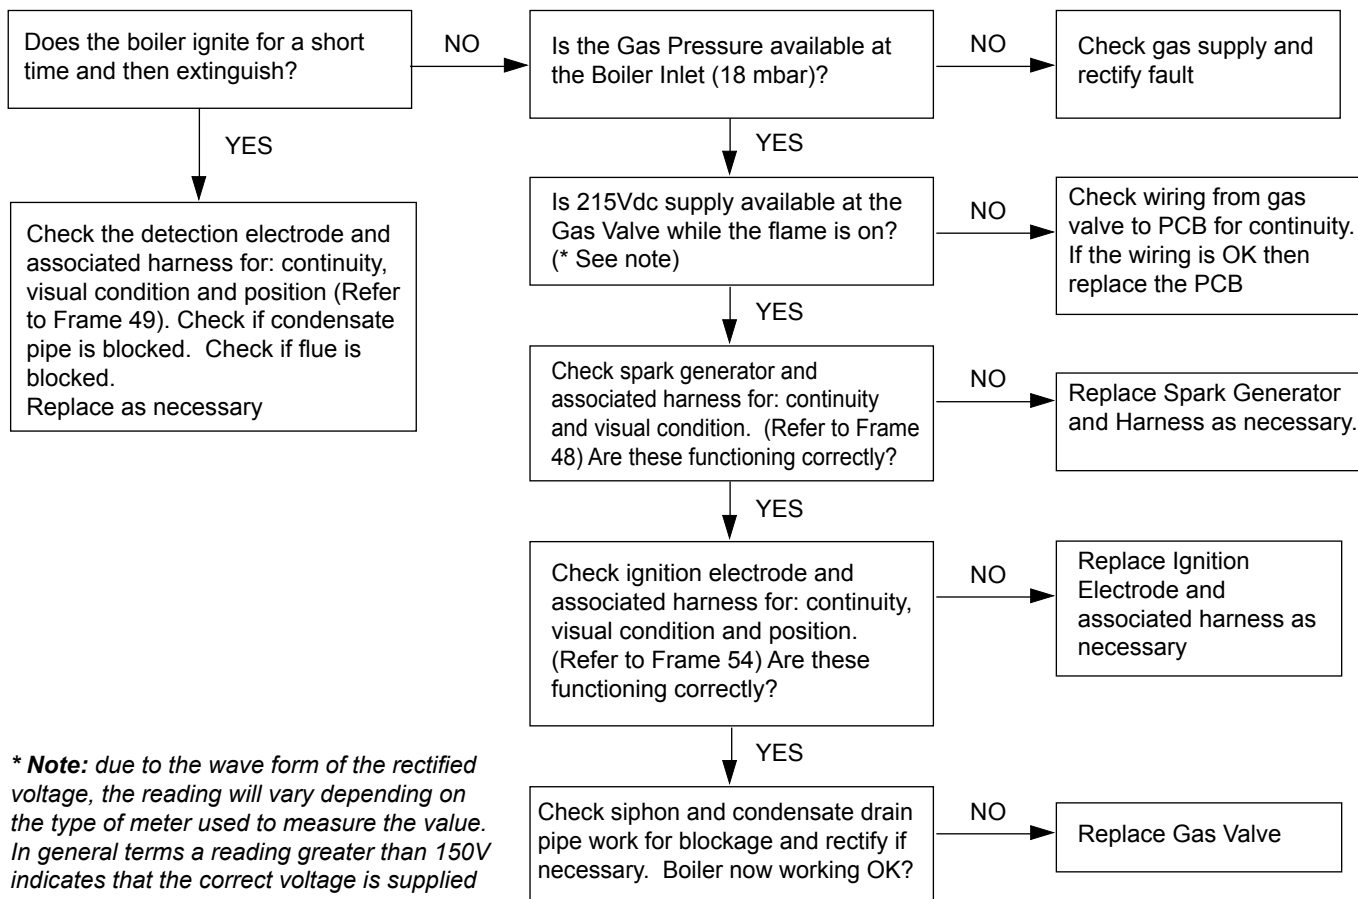 Does the boiler ignite for a short
time and then extinguish?
NO
Is the Gas Pressure available at
the Boiler Inlet (18 mbar)?
NO
Check gas supply and
rectify fault
YES
YES
Check the detection electrode and
associated harness for: continuity,
visual condition and position (Refer
to Frame 49). Check if condensate
pipe is blocked.  Check if flue is
blocked.
Replace as necessary
Is 215Vdc supply available at the
Gas Valve while the flame is on?
(* See note)
NO
Check wiring from gas
valve to PCB for continuity.
If the wiring is OK then
replace the PCB
YES
Check spark generator and
associated harness for: continuity
and visual condition.  (Refer to Frame
48) Are these functioning correctly?
NO
Replace Spark Generator
and Harness as necessary.
YES
Check ignition electrode and
associated harness for: continuity,
visual condition and position.
(Refer to Frame 54) Are these
functioning correctly?
NO
Replace Ignition
Electrode and
associated harness as
necessary
YES
Check siphon and condensate drain
pipe work for blockage and rectify if
necessary.  Boiler now working OK?
NO
Replace Gas Valve
* Note: due to the wave form of the rectified
voltage, the reading will vary depending on
the type of meter used to measure the value.
In general terms a reading greater than 150V
indicates that the correct voltage is supplied